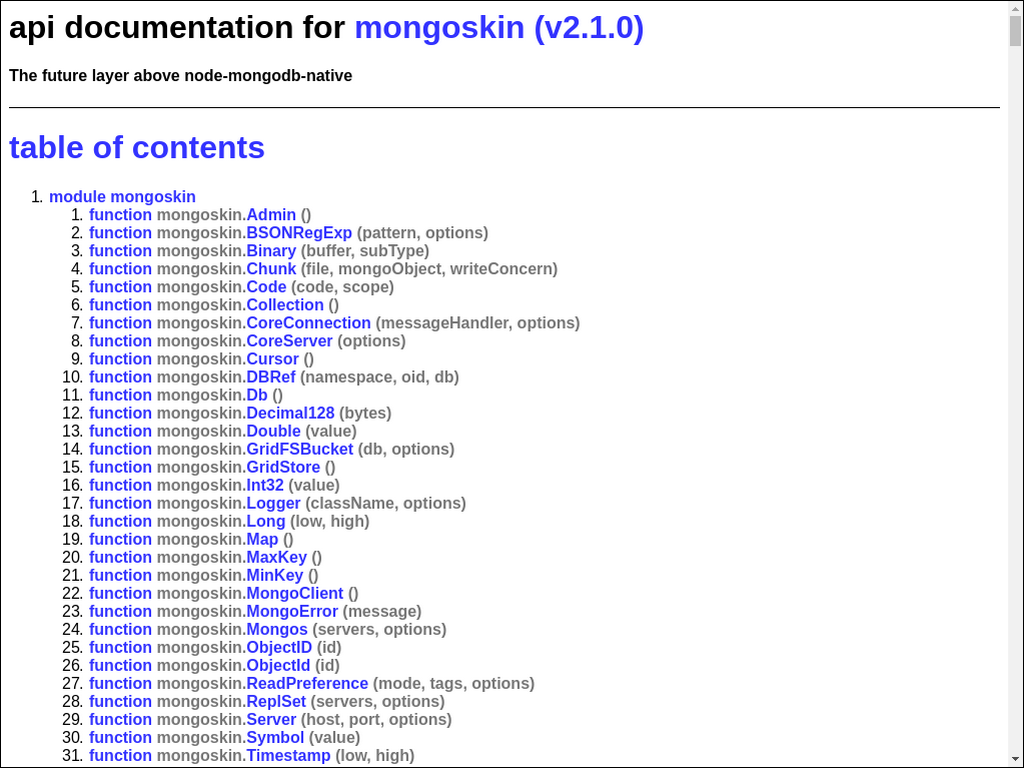 api documentation for mongoskin (v2.1.0)
The future layer above node-mongodb-native
table of contents
1. module mongoskin
1. function mongoskin.Admin ()
2. function mongoskin.BSONRegExp (pattern, options)
3. function mongoskin.Binary (buffer, subType)
4. function mongoskin.Chunk (file, mongoObject, writeConcern)
5. function mongoskin.Code (code, scope)
6. function mongoskin.Collection ()
7. function mongoskin.CoreConnection (messageHandler, options)
8. function mongoskin.CoreServer (options)
9. function mongoskin.Cursor ()
10. function mongoskin.DBRef (namespace, oid, db)
11. function mongoskin.Db ()
12. function mongoskin.Decimal128 (bytes)
13. function mongoskin.Double (value)
14. function mongoskin.GridFSBucket (db, options)
15. function mongoskin.GridStore ()
16. function mongoskin.Int32 (value)
17. function mongoskin.Logger (className, options)
18. function mongoskin.Long (low, high)
19. function mongoskin.Map ()
20. function mongoskin.MaxKey ()
21. function mongoskin.MinKey ()
22. function mongoskin.MongoClient ()
23. function mongoskin.MongoError (message)
24. function mongoskin.Mongos (servers, options)
25. function mongoskin.ObjectID (id)
26. function mongoskin.ObjectId (id)
27. function mongoskin.ReadPreference (mode, tags, options)
28. function mongoskin.ReplSet (servers, options)
29. function mongoskin.Server (host, port, options)
30. function mongoskin.Symbol (value)
31. function mongoskin.Timestamp (low, high)